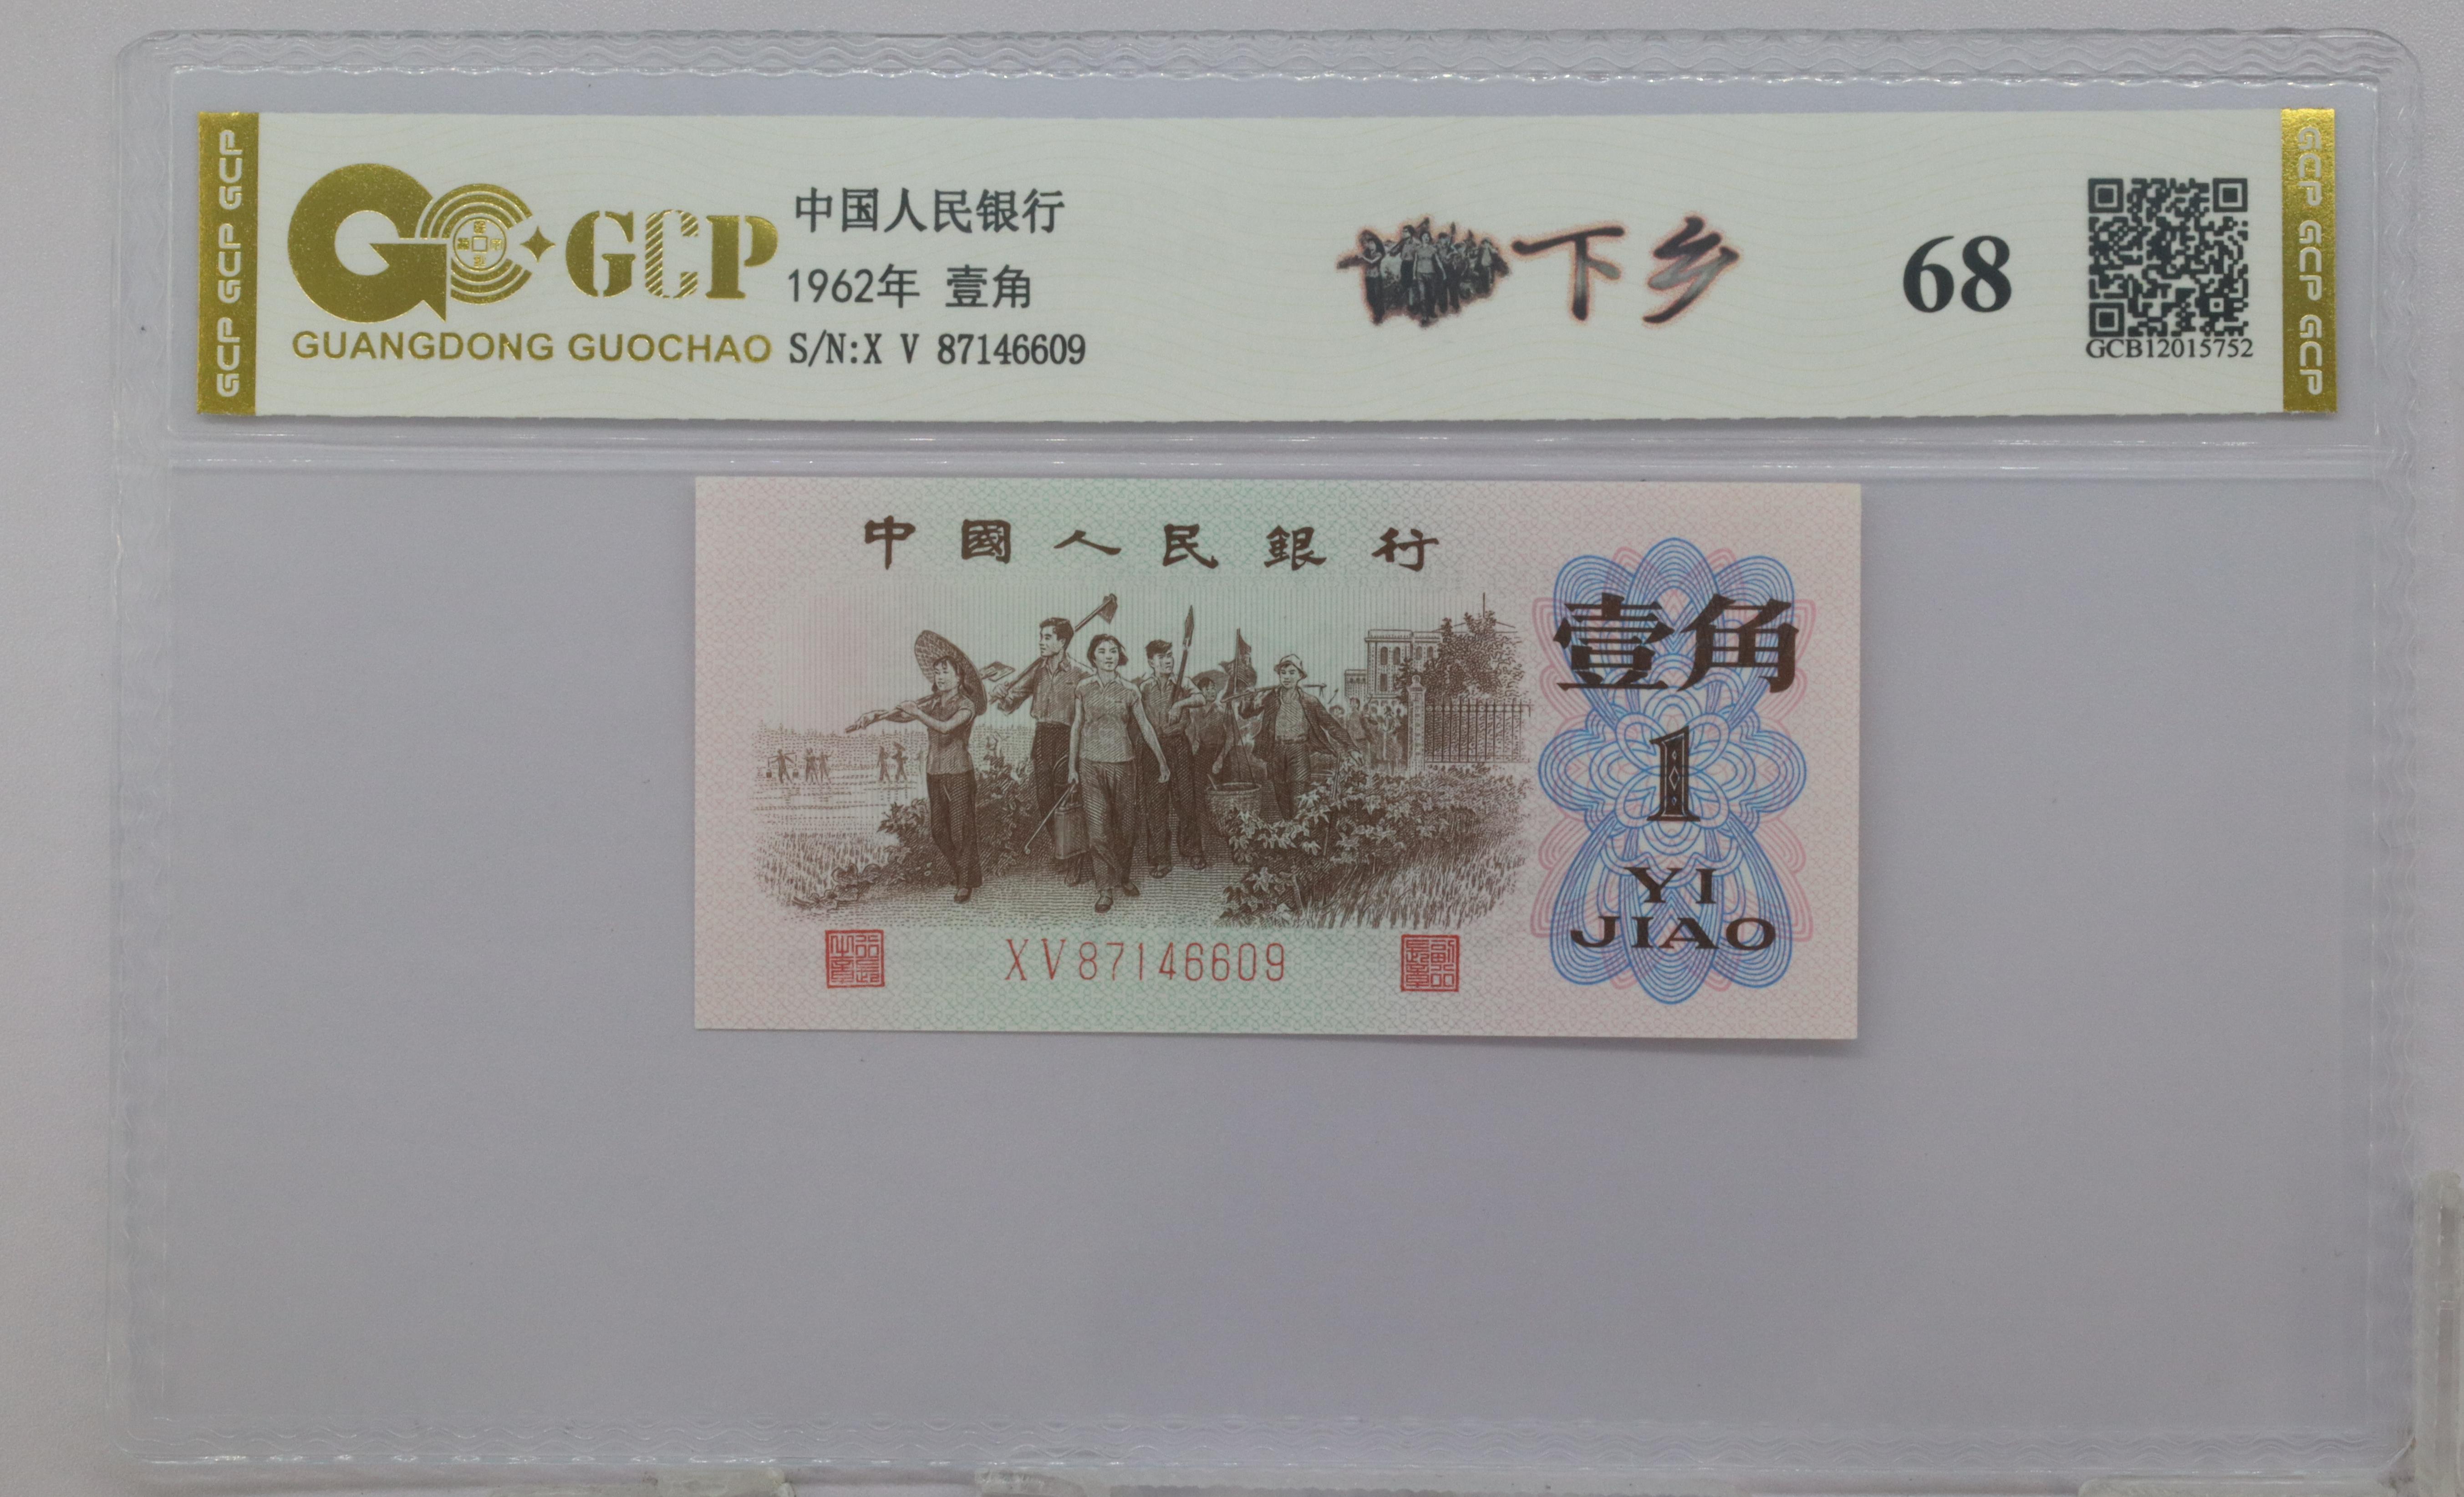 GCP GCP GCP
GCP
GUANGDONG GUOCHAO
中国人民银行
1962年 壹角
S/N:X V 87146609
下乡
68
GCB12015752
GCP GCP GCP
中國人民銀行
壹角
1
YI
JIAO
XV87146609